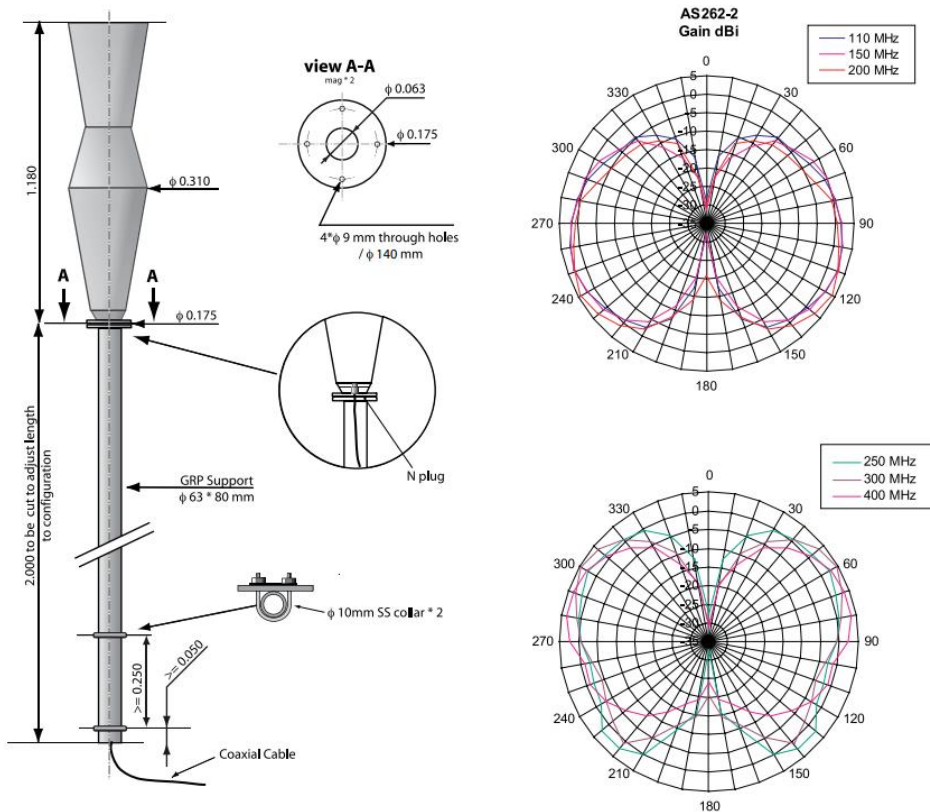 1.180
φ 0.310
A
A
φ 0.175
2.000 to be cut to adjust length
to configuration
GRP Support
φ 63 * 80 mm
>= 0.250
>= 0.050
Coaxial Cable
view A-A
mag * 2
φ 0.063
φ 0.175
4*φ 9 mm through holes
/ φ 140 mm
N plug
φ 10mm SS collar * 2
AS262-2
Gain dBi
110 MHz
150 MHz
200 MHz
0
30
60
90
120
150
180
210
240
270
300
330
5
0
-5
-10
-15
-20
-25
-30
-35
250 MHz
300 MHz
400 MHz
0
30
60
90
120
150
180
210
240
270
300
330
5
0
-5
-10
-15
-20
-25
-30
-35